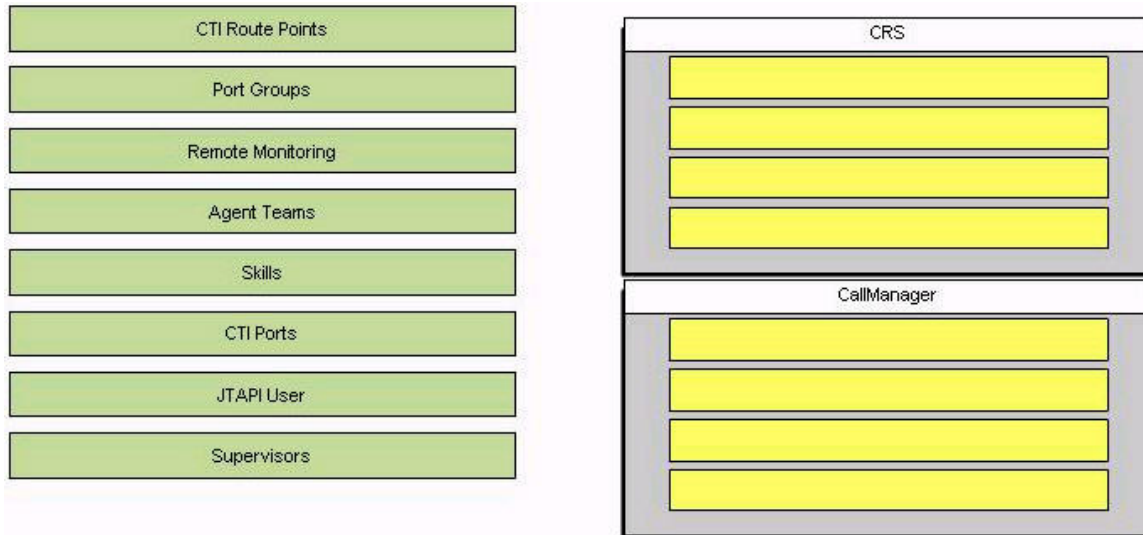 CTI Route Points
Port Groups
Remote Monitoring
Agent Teams
Skills
CTI Ports
JTAPI User
Supervisors
CRS
CallManager